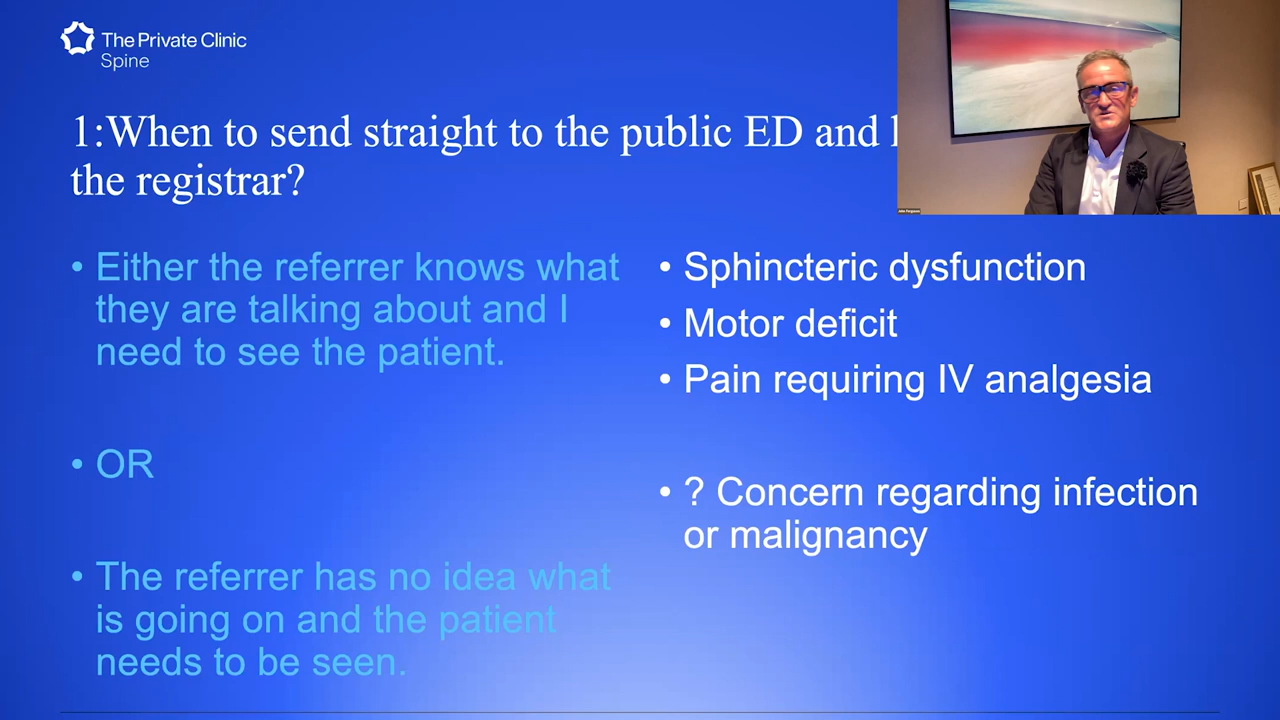 The Private Clinic
Spine
1:When to send straight to the public ED and
the registrar?
• Either the referrer knows what
they are talking about and I
need to see the patient.
• OR
• The referrer has no idea what
is going on and the patient
needs to be seen.
• Sphincteric dysfunction
• Motor deficit
• Pain requiring IV analgesia
• ? Concern regarding infection
or malignancy